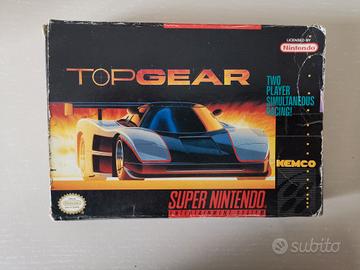 LICENSED BY
Nintendo
TOPGEAR
TWO
PLAYER
SIMULTANEOUS
RACING!
KEMCO
SUPER NINTENDO
ENTERTAINMENT SYSTEM
subito